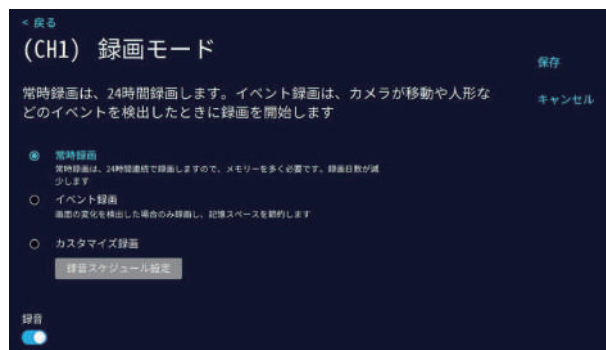 < 戻る
(CH1) 録画モード
保存
常時録画は、24時間録画します。イベント録画は、カメラが移動や人形な
どのイベントを検出したときに録画を開始します
キャンセル
常時録画
常時録画は、24時間連続で録画しますので、メモリーを多く必要です。録画日数が減
少します
イベント録画
画面の変化を検出した場合のみ録画し、記憶スペースを節約します
カスタマイズ録画
録音スケジュール設定
録音